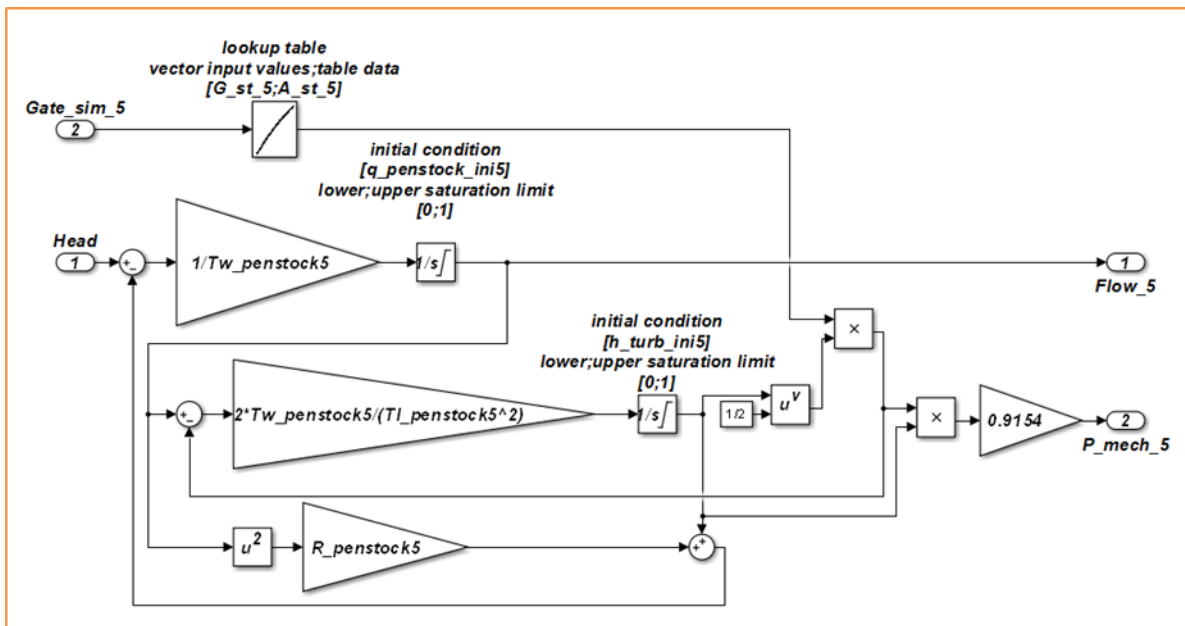 lookup table
vector input values;table data
[G_st_5;A_st_5]
Gate_sim_5
2
initial condition
[q_penstock_ini5]
lower;upper saturation limit
[0;1]
Head
1
+
-
1/Tw_penstock5
1/s
1
Flow_5
initial condition
[h_turb_ini5]
lower;upper saturation limit
[0;1]
×
+
-
2*Tw_penstock5/(Tl_penstock5^2)
1/s
1/2
u^v
×
0.9154
2
P_mech_5
u^2
R_penstock5
+
+